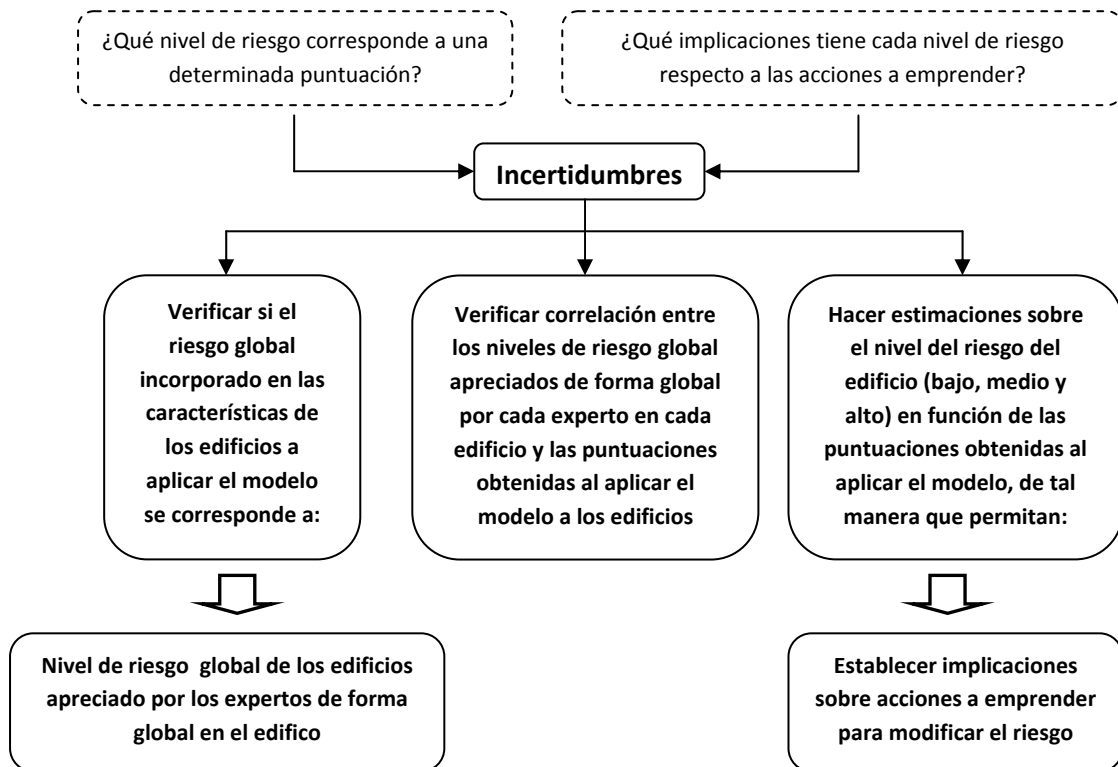 ¿Qué nivel de riesgo corresponde a una
determinada puntuación?
¿Qué implicaciones tiene cada nivel de riesgo
respecto a las acciones a emprender?
Incertidumbres
Verificar si el
riesgo global
incorporado en las
características de
los edificios a
aplicar el modelo
se corresponde a:
Verificar correlación entre
los niveles de riesgo global
apreciados de forma global
por cada experto en cada
edificio y las puntuaciones
obtenidas al aplicar el
modelo a los edificios
Hacer estimaciones sobre
el nivel del riesgo del
edificio (bajo, medio y
alto) en función de las
puntuaciones obtenidas al
aplicar el modelo, de tal
manera que permitan:
Nivel de riesgo global de los edificios
apreciado por los expertos de forma
global en el edifico
Establecer implicaciones
sobre acciones a emprender
para modificar el riesgo